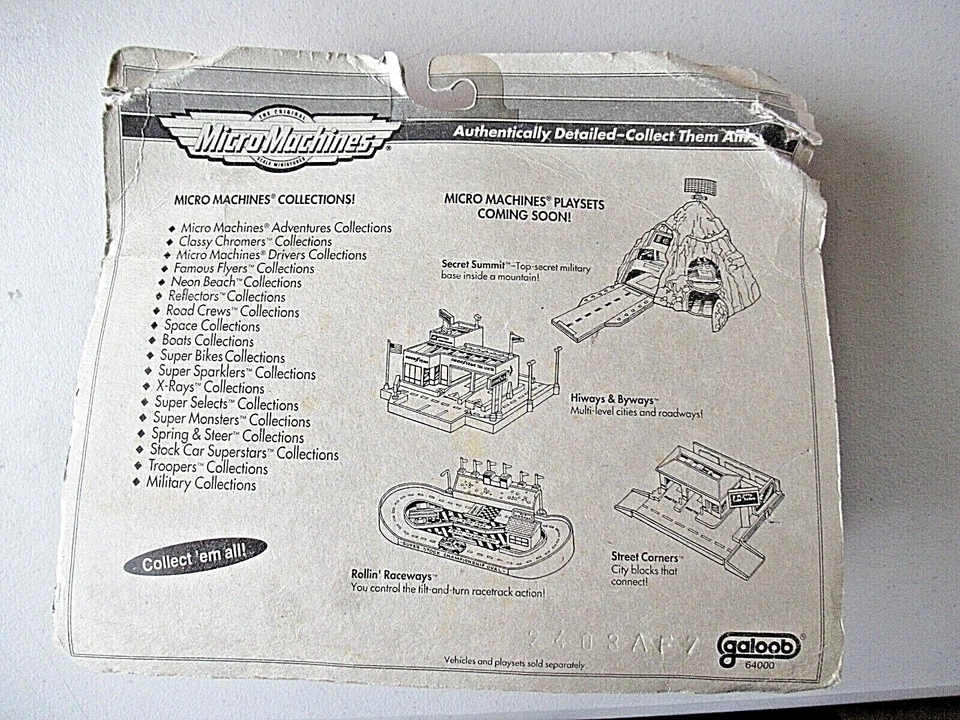 THE ORIGINAL
MicroMachines®
SCALE MINIATURES
Authentically Detailed–Collect Them All!
MICRO MACHINES® COLLECTIONS!
◆ Micro Machines® Adventures Collections
◆ Classy Chromers™ Collections
◆ Micro Machines® Drivers Collections
◆ Famous Flyers™ Collections
◆ Neon Beach™ Collections
◆ Reflectors™ Collections
◆ Road Crews™ Collections
◆ Space Collections
◆ Boats Collections
◆ Super Bikes Collections
◆ Super Sparklers™ Collections
◆ X-Rays™ Collections
◆ Super Selects™ Collections
◆ Super Monsters™ Collections
◆ Spring & Steer™ Collections
◆ Stock Car Superstars™ Collections
◆ Troopers™ Collections
◆ Military Collections
Collect 'em all!
MICRO MACHINES® PLAYSETS
COMING SOON!
Secret Summit™–Top-secret military
base inside a mountain!
Hiways & Byways™
Multi-level cities and roadways!
Rollin' Raceways™
You control the tilt-and-turn racetrack action!
Street Corners™
City blocks that
connect!
Vehicles and playsets sold separately.
galoob®
64000